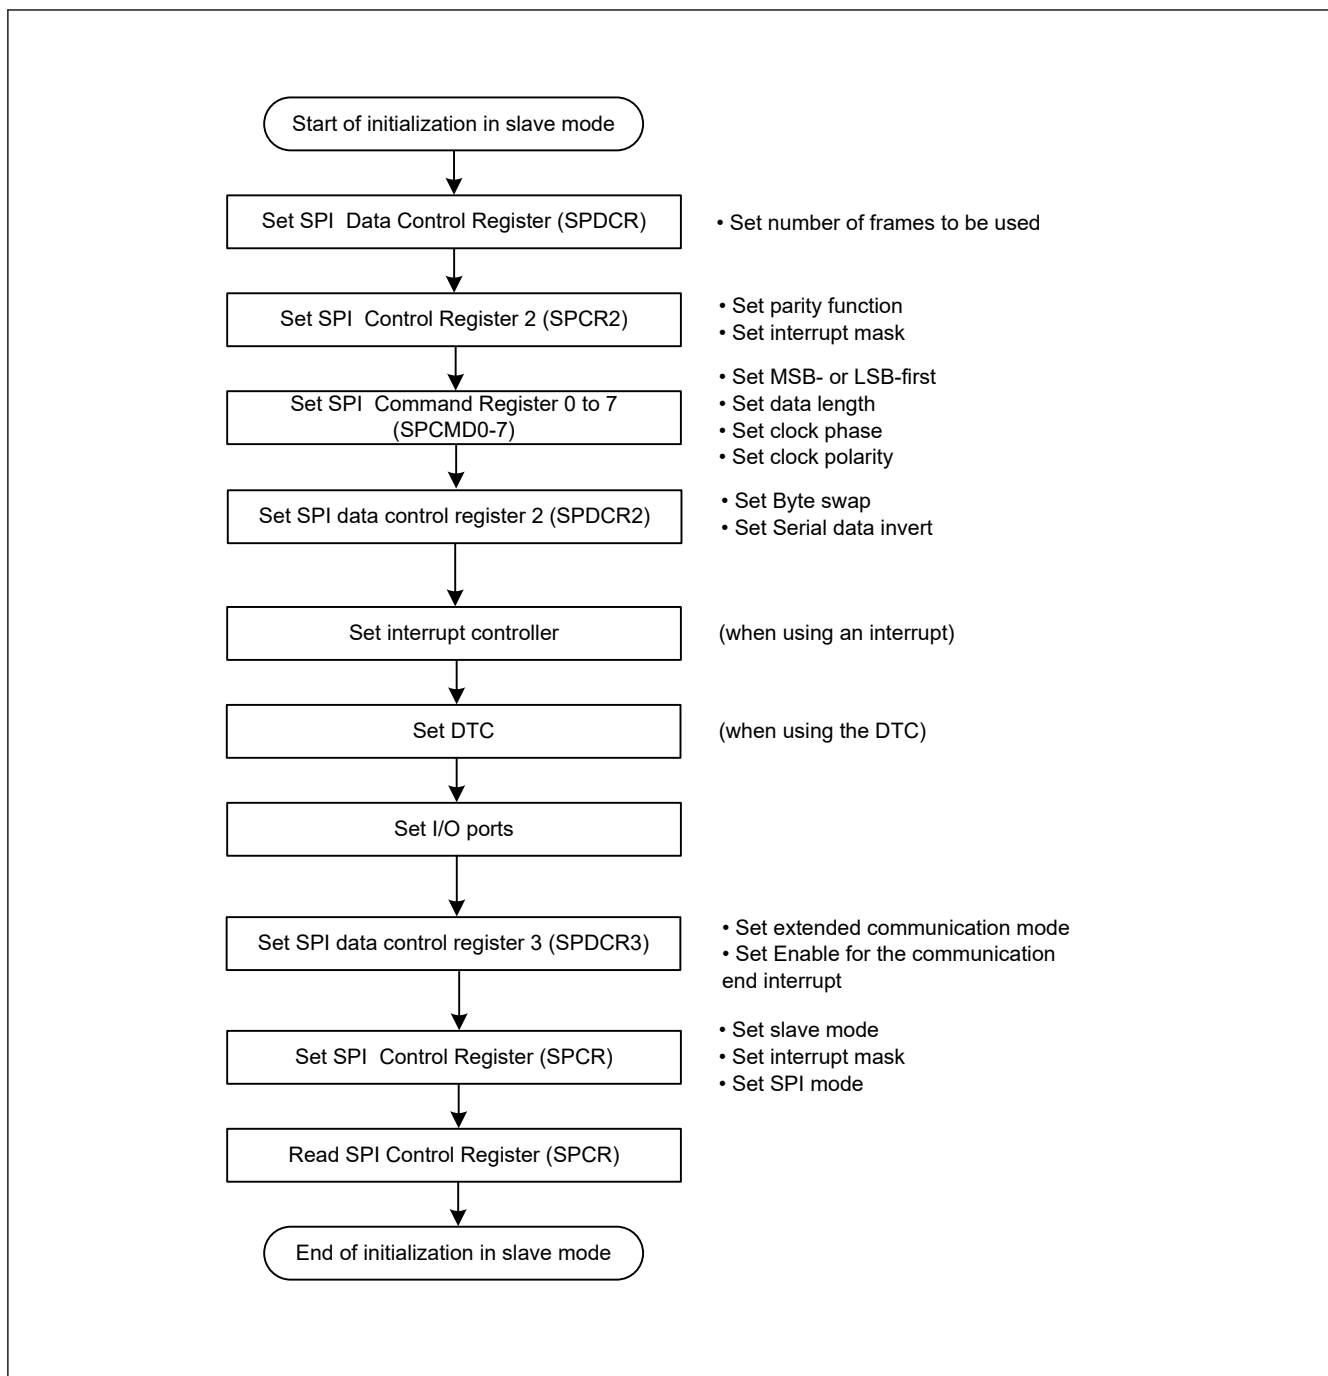 Start of initialization in slave mode
Set SPI  Data Control Register (SPDCR)
• Set number of frames to be used
Set SPI  Control Register 2 (SPCR2)
• Set parity function
• Set interrupt mask
Set SPI  Command Register 0 to 7
(SPCMD0-7)
• Set MSB- or LSB-first
• Set data length
• Set clock phase
• Set clock polarity
Set SPI data control register 2 (SPDCR2)
• Set Byte swap
• Set Serial data invert
Set interrupt controller
(when using an interrupt)
Set DTC
(when using the DTC)
Set I/O ports
Set SPI data control register 3 (SPDCR3)
• Set extended communication mode
• Set Enable for the communication
end interrupt
Set SPI  Control Register (SPCR)
• Set slave mode
• Set interrupt mask
• Set SPI mode
Read SPI Control Register (SPCR)
End of initialization in slave mode